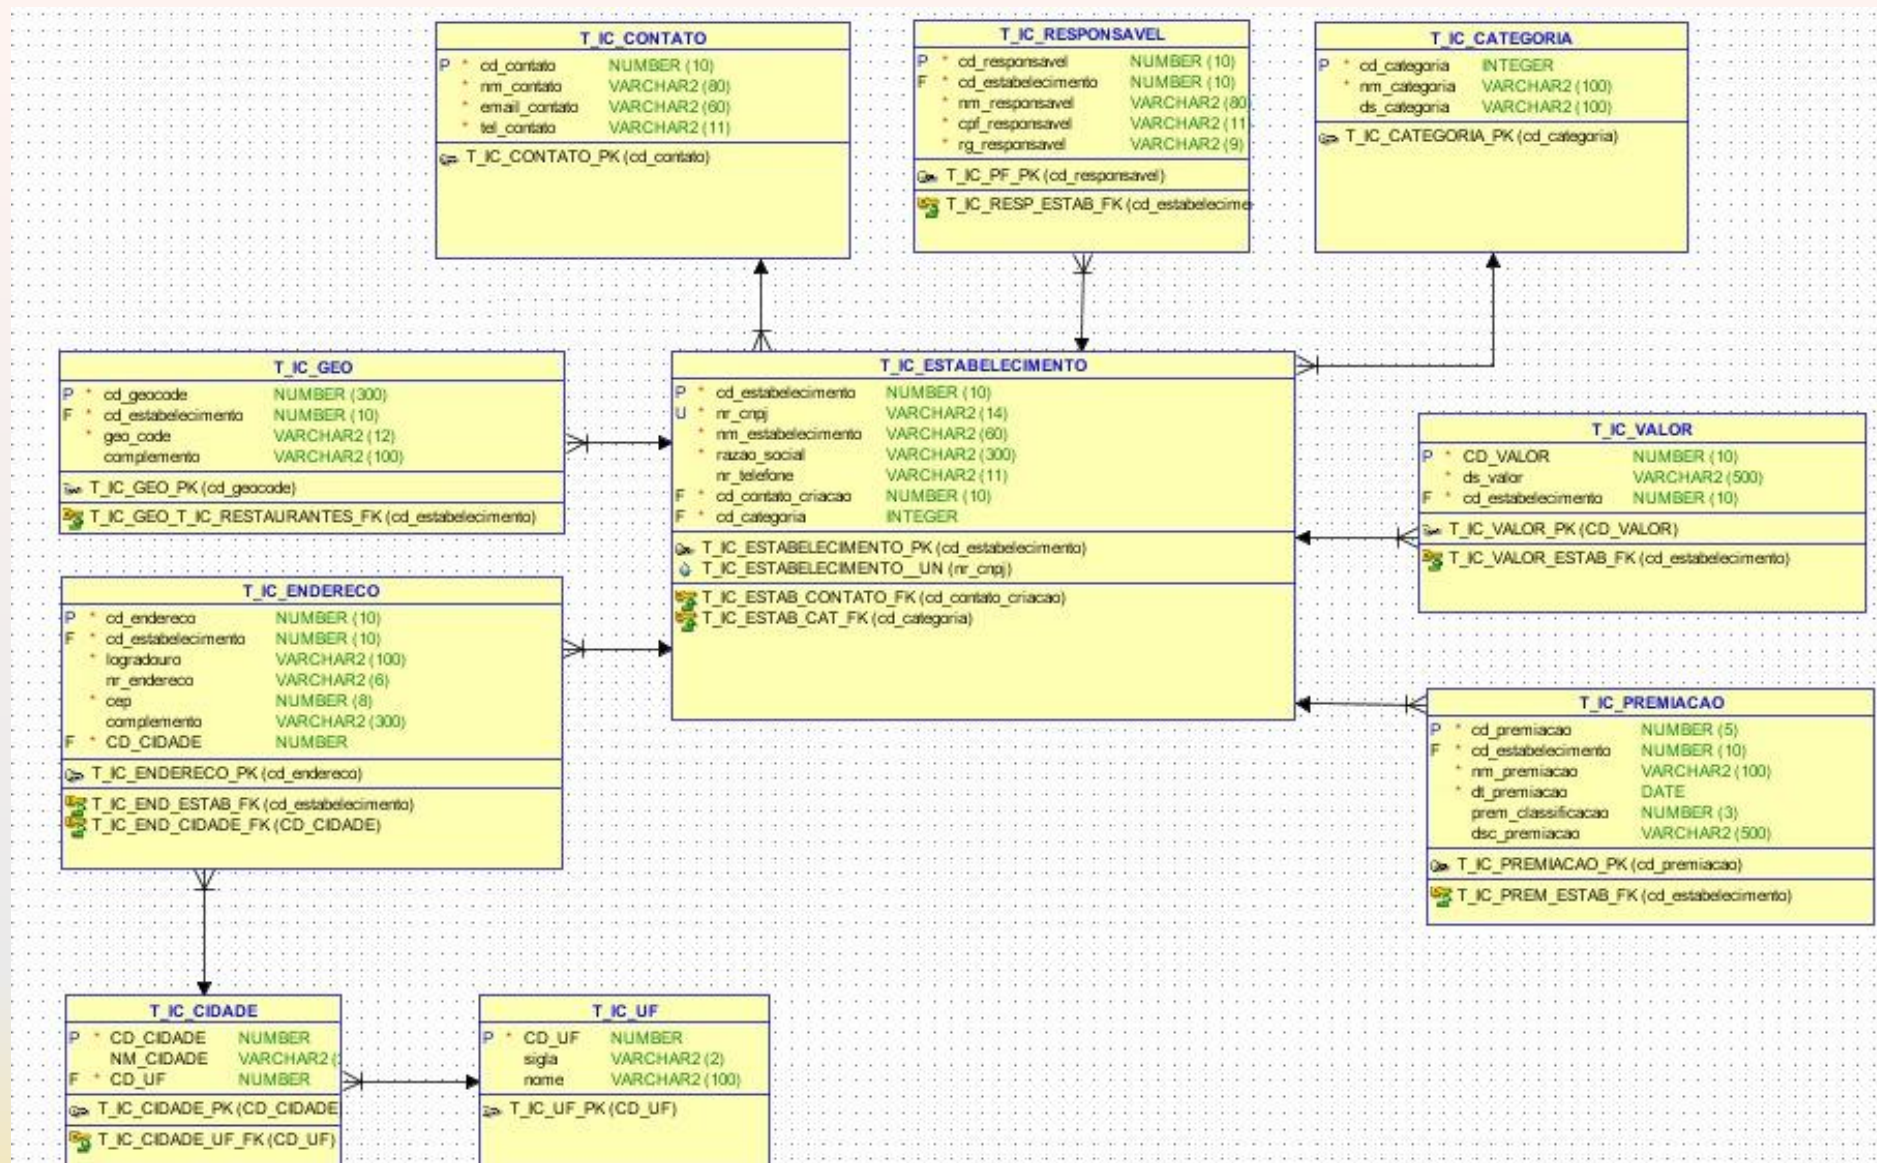 T_IC_CONTATO
P * cd_contato NUMBER (10)
* nm_contato VARCHAR2 (80)
* email_contato VARCHAR2 (60)
* tel_contato VARCHAR2 (11)
T_IC_CONTATO_PK (cd_contato)
T_IC_RESPONSAVEL
P * cd_responsavel NUMBER (10)
F * cd_estabelecimento NUMBER (10)
* nm_responsavel VARCHAR2 (80)
* cpf_responsavel VARCHAR2 (11
* rg_responsavel VARCHAR2 (9)
T_IC_PF_PK (cd_responsavel)
T_IC_RESP_ESTAB_FK (cd_estabelecime
T_IC_CATEGORIA
P * cd_categoria INTEGER
* nm_categoria VARCHAR2 (100)
ds_categoria VARCHAR2 (100)
T_IC_CATEGORIA_PK (cd_categoria)
T_IC_GEO
P * cd_geocode NUMBER (300)
F * cd_estabelecimento NUMBER (10)
* geo_code VARCHAR2 (12)
complemento VARCHAR2 (100)
T_IC_GEO_PK (cd_geocode)
T_IC_GEO_T_IC_RESTAURANTES_FK (cd_estabelecimento)
T_IC_ESTABELECIMENTO
P * cd_estabelecimento NUMBER (10)
U * nr_cnpj VARCHAR2 (14)
* nm_estabelecimento VARCHAR2 (60)
* razao_social VARCHAR2 (300)
nr_telefone VARCHAR2 (11)
F * cd_contato_criacao NUMBER (10)
F * cd_categoria INTEGER
T_IC_ESTABELECIMENTO_PK (cd_estabelecimento)
T_IC_ESTABELECIMENTO__UN (nr_cnpj)
T_IC_ESTAB_CONTATO_FK (cd_contato_criacao)
T_IC_ESTAB_CAT_FK (cd_categoria)
T_IC_VALOR
P * CD_VALOR NUMBER (10)
* ds_valor VARCHAR2 (500)
F * cd_estabelecimento NUMBER (10)
T_IC_VALOR_PK (CD_VALOR)
T_IC_VALOR_ESTAB_FK (cd_estabelecimento)
T_IC_ENDERECO
P * cd_endereco NUMBER (10)
F * cd_estabelecimento NUMBER (10)
* logradouro VARCHAR2 (100)
nr_endereco VARCHAR2 (6)
* cep NUMBER (8)
complemento VARCHAR2 (300)
F * CD_CIDADE NUMBER
T_IC_ENDERECO_PK (cd_endereco)
T_IC_END_ESTAB_FK (cd_estabelecimento)
T_IC_END_CIDADE_FK (CD_CIDADE)
T_IC_PREMIACAO
P * cd_premiacao NUMBER (5)
F * cd_estabelecimento NUMBER (10)
* nm_premiacao VARCHAR2 (100)
* dt_premiacao DATE
prem_classificacao NUMBER (3)
dsc_premiacao VARCHAR2 (500)
T_IC_PREMIACAO_PK (cd_premiacao)
T_IC_PREM_ESTAB_FK (cd_estabelecimento)
T_IC_CIDADE
P * CD_CIDADE NUMBER
NM_CIDADE VARCHAR2 (
F * CD_UF NUMBER
T_IC_CIDADE_PK (CD_CIDADE
T_IC_CIDADE_UF_FK (CD_UF)
T_IC_UF
P * CD_UF NUMBER
sigla VARCHAR2 (2)
nome VARCHAR2 (100)
T_IC_UF_PK (CD_UF)